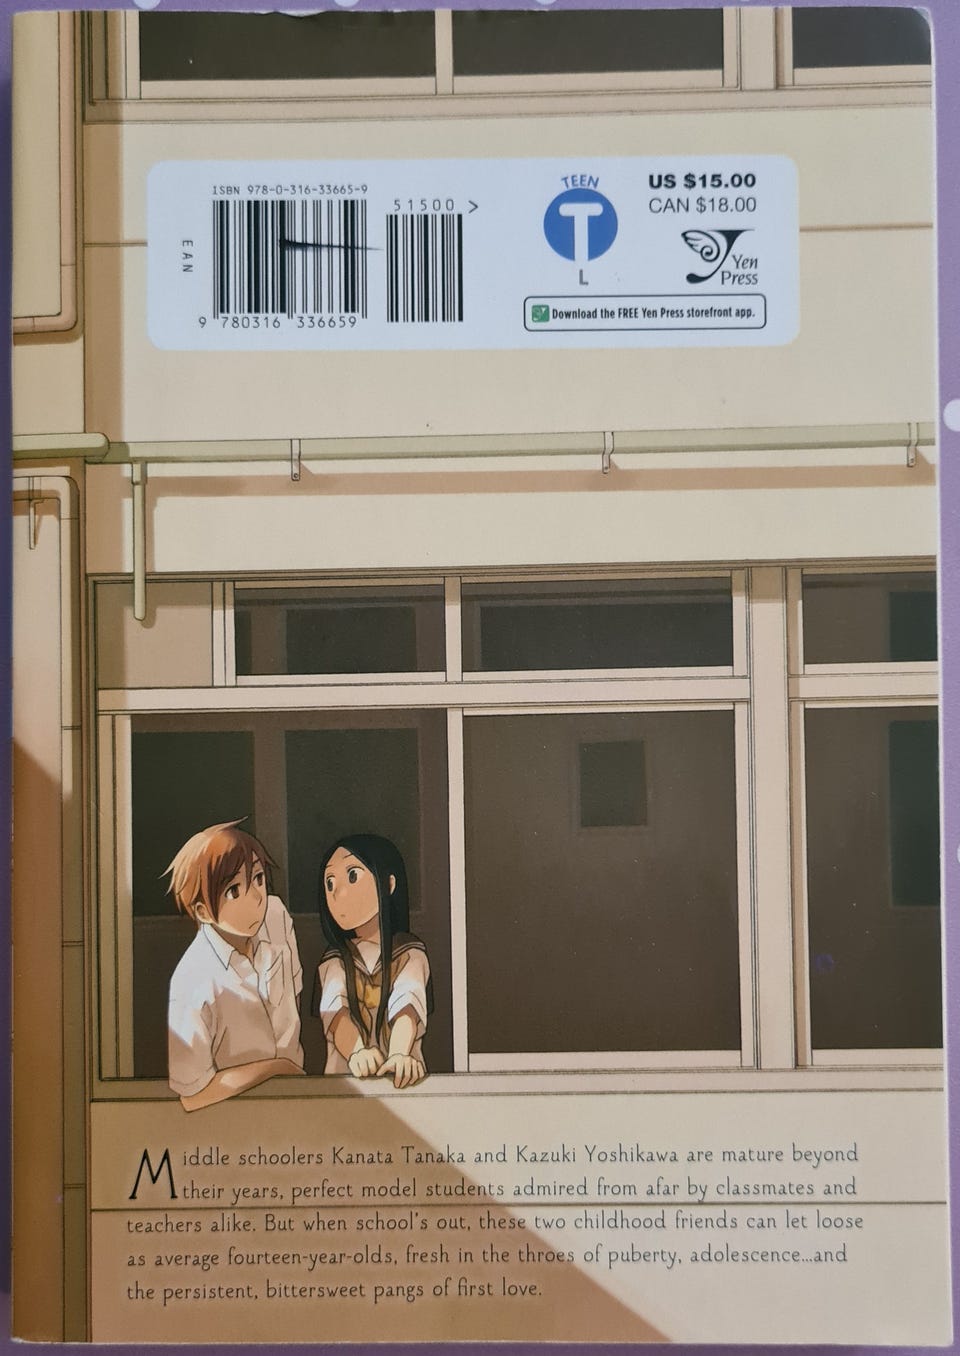 ISBN 978-0-316-33665-9
51500 >
EAN
9 780316 336659
TEEN
T
L
US $15.00
CAN $18.00
Yen
Press
Download the FREE Yen Press storefront app.
Middle schoolers Kanata Tanaka and Kazuki Yoshikawa are mature beyond
their years, perfect model students admired from afar by classmates and
teachers alike. But when school's out, these two childhood friends can let loose
as average fourteen-year-olds, fresh in the throes of puberty, adolescence...and
the persistent, bittersweet pangs of first love.